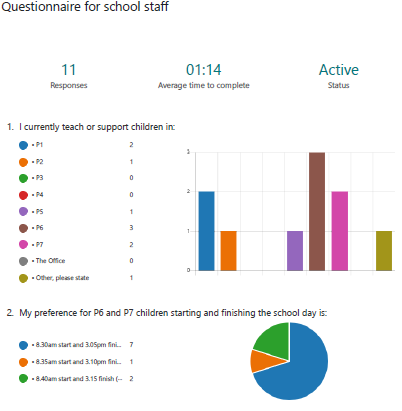 Questionnaire for school staff
11 01:14 Active
Responses Average time to complete Status
1. I currently teach or support children in:
• P1 2
• P2 1
• P3 0
• P4 0
• P5 1
• P6 3
• P7 2
• The Office 0
• Other, please state 1
3
2
1
0
2. My preference for P6 and P7 children starting and finishing the school day is:
• 8.30am start and 3.05pm fini... 7
• 8.35am start and 3.10pm fini... 1
• 8.40am start and 3.15 finish (... 2